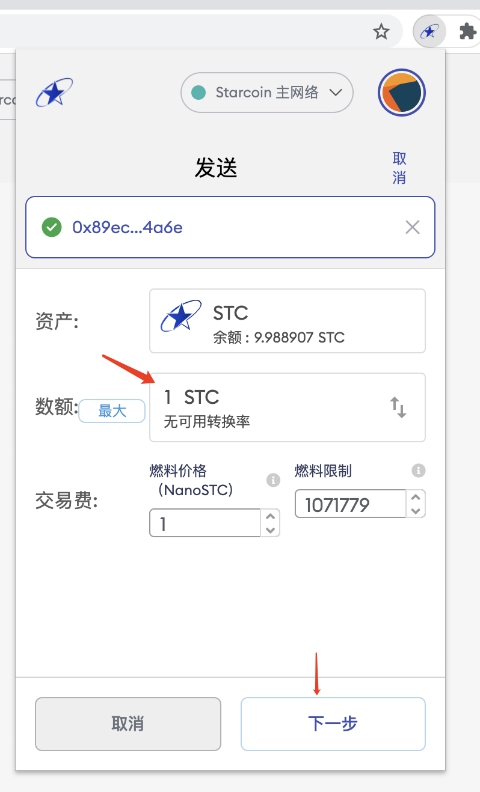 rco
Starcoin 主网络
发送
取
消
0x89ec...4a6e
资产:
STC
余额 : 9.988907 STC
数额:
最大
1 STC
无可用转换率
交易费:
燃料价格
（NanoSTC）
1
燃料限制
1071779
取消
下一步